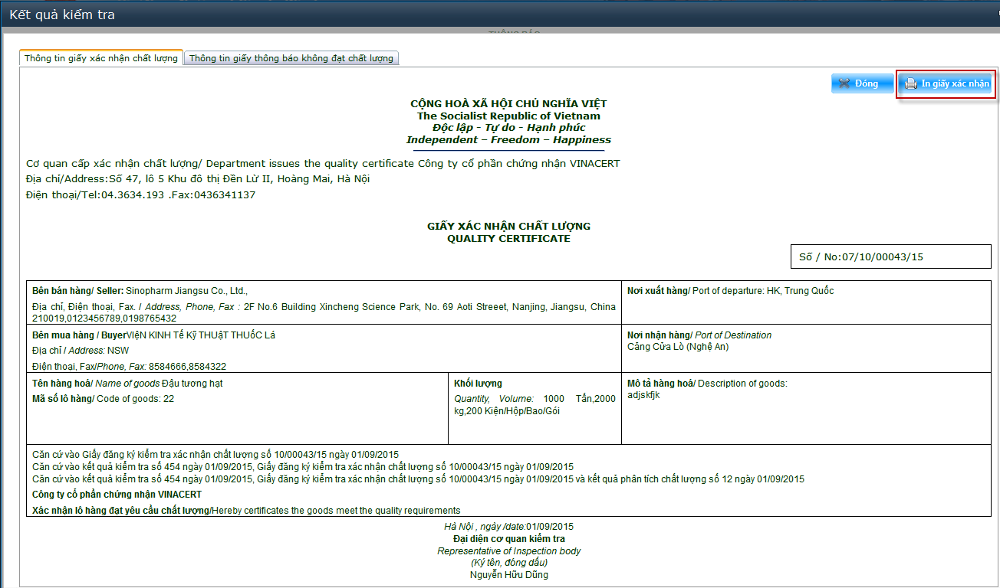 Kết quả kiểm tra
Thông tin giấy xác nhận chất lượng
Thông tin giấy thông báo không đạt chất lượng
Đóng
In giấy xác nhận
CỘNG HOÀ XÃ HỘI CHỦ NGHĨA VIỆT
The Socialist Republic of Vietnam
Độc lập - Tự do - Hạnh phúc
Independent – Freedom – Happiness
Cơ quan cấp xác nhận chất lượng/ Department issues the quality certificate Công ty cổ phần chứng nhận VINACERT
Địa chỉ/Address:Số 47, lô 5 Khu đô thị Đền Lừ II, Hoàng Mai, Hà Nội
Điện thoại/Tel:04.3634.193 .Fax:0436341137
GIẤY XÁC NHẬN CHẤT LƯỢNG
QUALITY CERTIFICATE
Số / No:07/10/00043/15
Bên bán hàng/ Seller: Sinopharm Jiangsu Co., Ltd.,
Địa chỉ, Điện thoại, Fax. / Address, Phone, Fax : 2F No.6 Building Xincheng Science Park, No. 69 Aoti Streeet, Nanjing, Jiangsu, China
210019,0123456789,0198765432
Nơi xuất hàng/ Port of departure: HK, Trung Quốc
Bên mua hàng / BuyerVIệN KINH Tế Kỹ THUậT THUốC Lá
Địa chỉ / Address: NSW
Điện thoại, Fax/Phone, Fax: 8584666,8584322
Nơi nhận hàng/ Port of Destination
Cảng Cửa Lò (Nghệ An)
Tên hàng hoá/ Name of goods Đậu tương hạt
Mã số lô hàng/ Code of goods: 22
Khối lượng
Quantity, Volume: 1000 Tấn,2000
kg,200 Kiện/Hộp/Bao/Gói
Mô tả hàng hoá/ Description of goods:
adjskfjk
Căn cứ vào Giấy đăng ký kiểm tra xác nhận chất lượng số 10/00043/15 ngày 01/09/2015
Căn cứ vào kết quả kiểm tra số 454 ngày 01/09/2015, Giấy đăng ký kiểm tra xác nhận chất lượng số 10/00043/15 ngày 01/09/2015
Căn cứ vào kết quả kiểm tra số 454 ngày 01/09/2015, Giấy đăng ký kiểm tra xác nhận chất lượng số 10/00043/15 ngày 01/09/2015 và kết quả phân tích chất lượng số 12 ngày 01/09/2015
Công ty cổ phần chứng nhận VINACERT
Xác nhận lô hàng đạt yêu cầu chất lượng/Hereby certificates the goods meet the quality requirements
Hà Nội , ngày /date:01/09/2015
Đại diện cơ quan kiểm tra
Representative of Inspection body
(Ký tên, đóng dấu)
Nguyễn Hữu Dũng